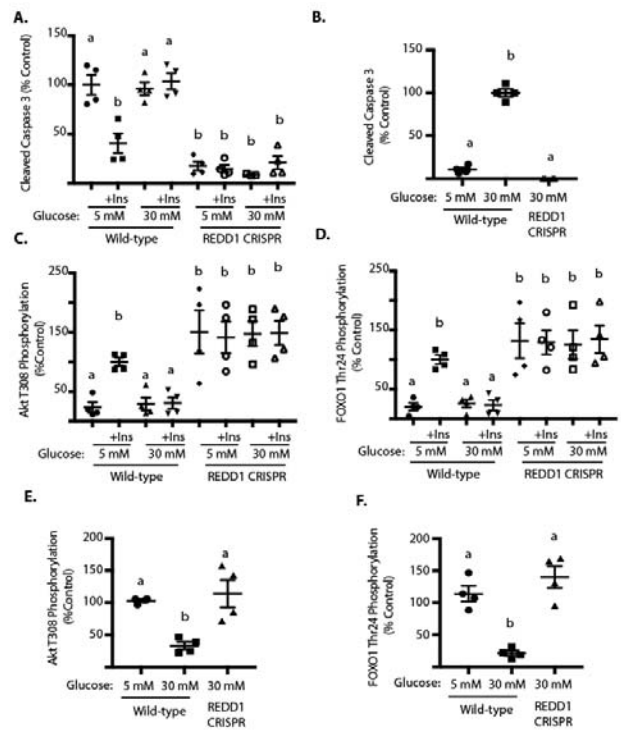 A.
Cleaved Caspase 3 (% Control)
150
100
50
a
b
a
a
b
b
b
b
+Ins
+Ins
+Ins
+Ins
Glucose: 5 mM 30 mM 5 mM 30 mM
Wild-type REDD1 CRISPR
B.
Cleaved Caspase 3
(% Control)
150
100
50
a
b
a
Glucose: 5 mM 30 mM 30 mM
Wild-type REDD1
CRISPR
C.
Akt T308 Phosphorylation
(%Control)
250
150
50
a
b
a
a
b
b
b
b
+Ins
+Ins
+Ins
+Ins
Glucose: 5 mM 30 mM 5 mM 30 mM
Wild-type REDD1 CRISPR
D.
FOXO1 Thr24 Phosphorylation
(% Control)
250
150
50
a
b
a
a
b
b
b
b
+Ins
+Ins
+Ins
+Ins
Glucose: 5 mM 30 mM 5 mM 30 mM
Wild-type REDD1 CRISPR
E.
Akt T308 Phosphorylation
(%Control)
200
150
100
50
a
b
a
Glucose: 5 mM 30 mM 30 mM
Wild-type REDD1
CRISPR
F.
FOXO1 Thr24 Phosphorylation
(% Control)
200
150
100
50
a
b
a
Glucose: 5 mM 30 mM 30 mM
Wild-type REDD1
CRISPR